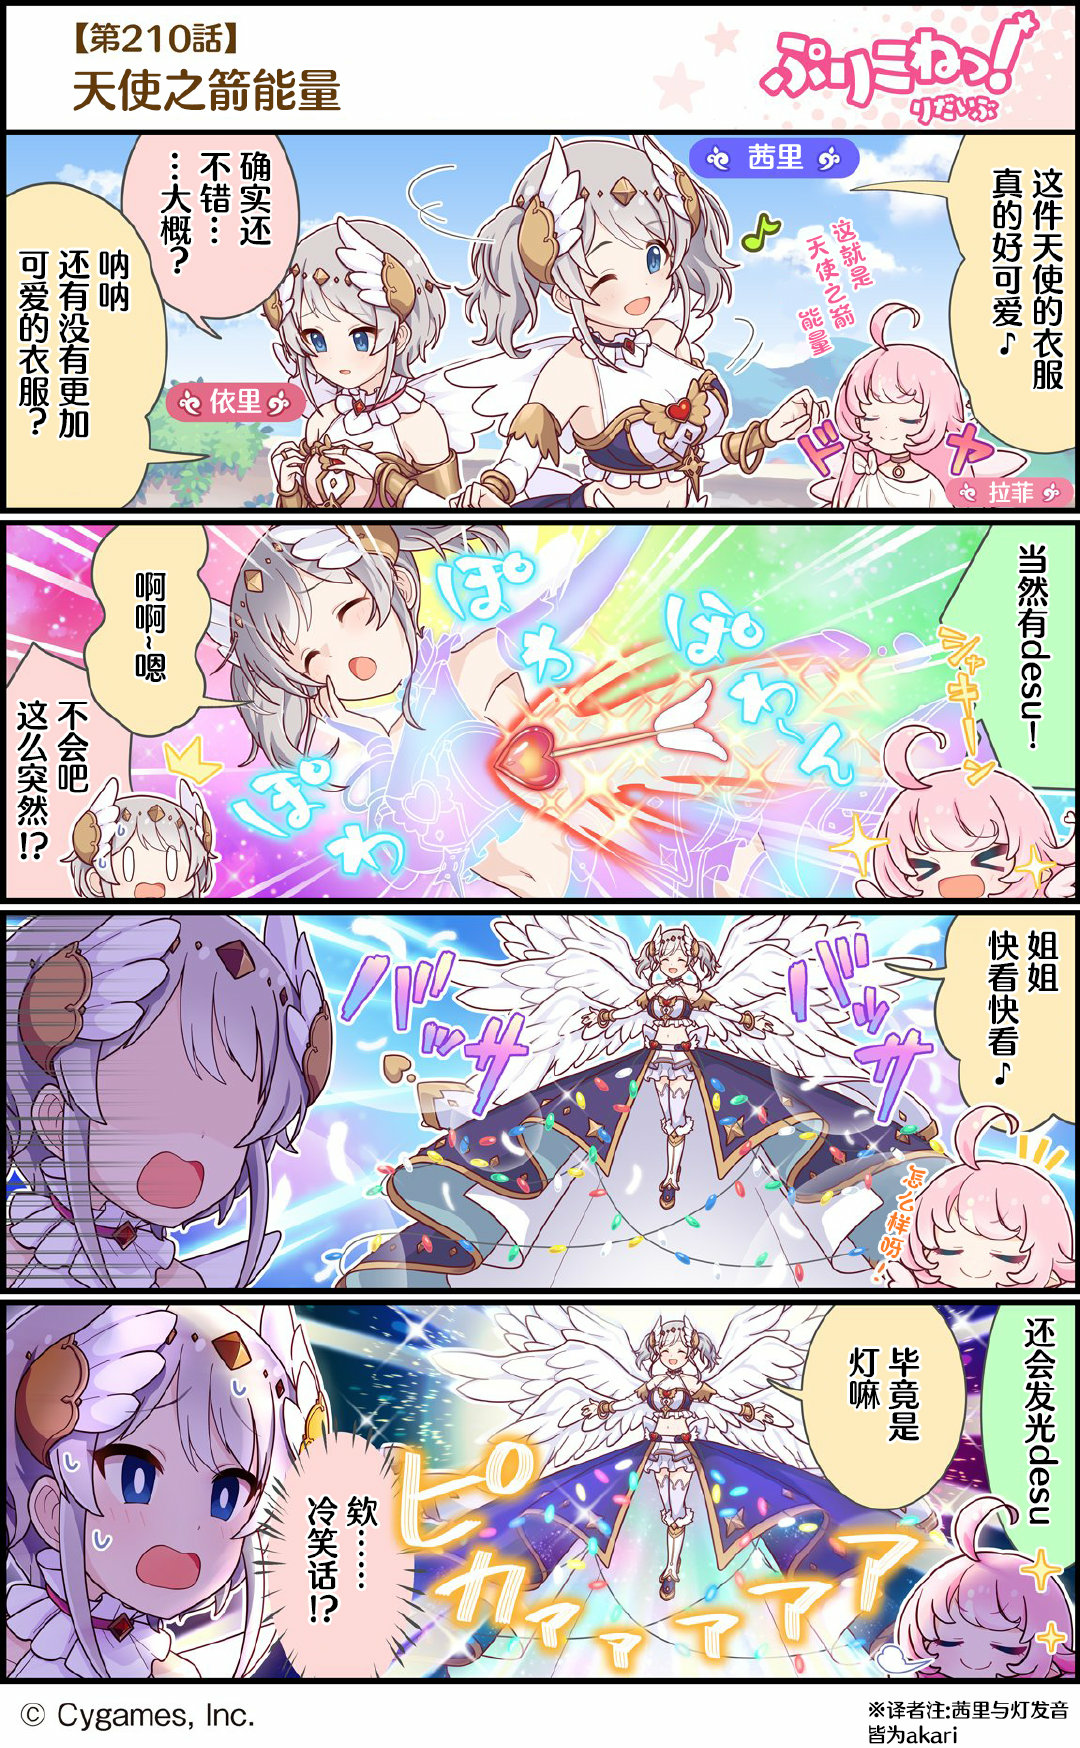 【第210話】
天使之箭能量
ぷりこねっ!
りだいぶ
茜里
这件天使的衣服
真的好可爱♪
确实还
不错…
…大概?
呐呐
还有没有更加
可爱的衣服?
这就是
天使之箭
能量
依里
ドヤ
拉菲
当然有desu!
シャキーン
啊啊~嗯
ぽわ
ぽわ~ん
ぽわ
不会吧
这么突然!?
姐姐
快看快看♪
バッサ
バッサ
怎么样呀!
还会发光desu
毕竟是
灯嘛
欸……
冷笑话!?
ピカァァァァァ
© Cygames, Inc.
※译者注:茜里与灯发音
皆为akari